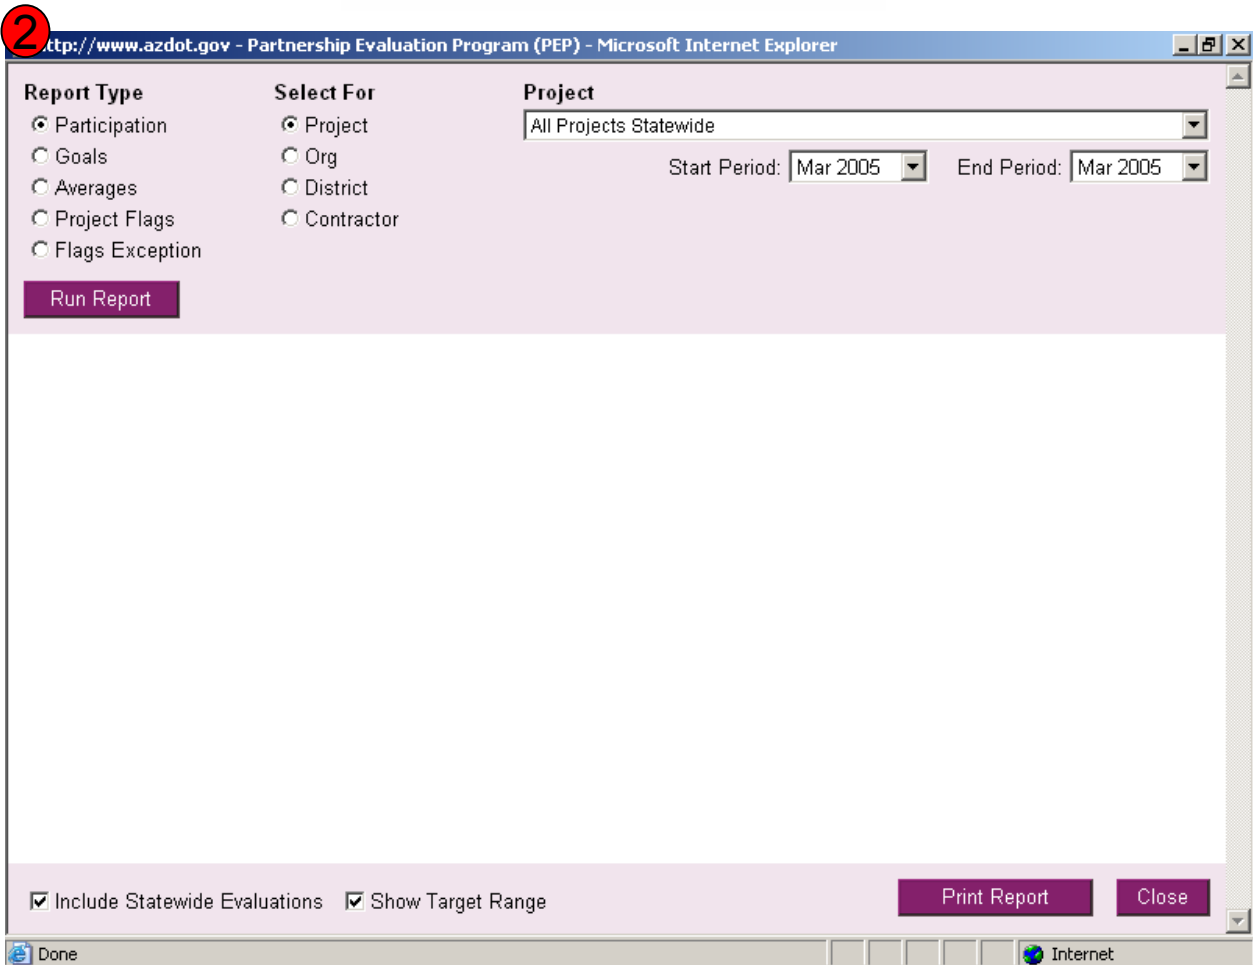 2
ttp://www.azdot.gov - Partnership Evaluation Program (PEP) - Microsoft Internet Explorer
Report Type Select For Project
Participation Project All Projects Statewide
Goals Org Start Period: Mar 2005 End Period: Mar 2005
Averages District
Project Flags Contractor
Flags Exception
Run Report
Include Statewide Evaluations Show Target Range Print Report Close
Done Internet